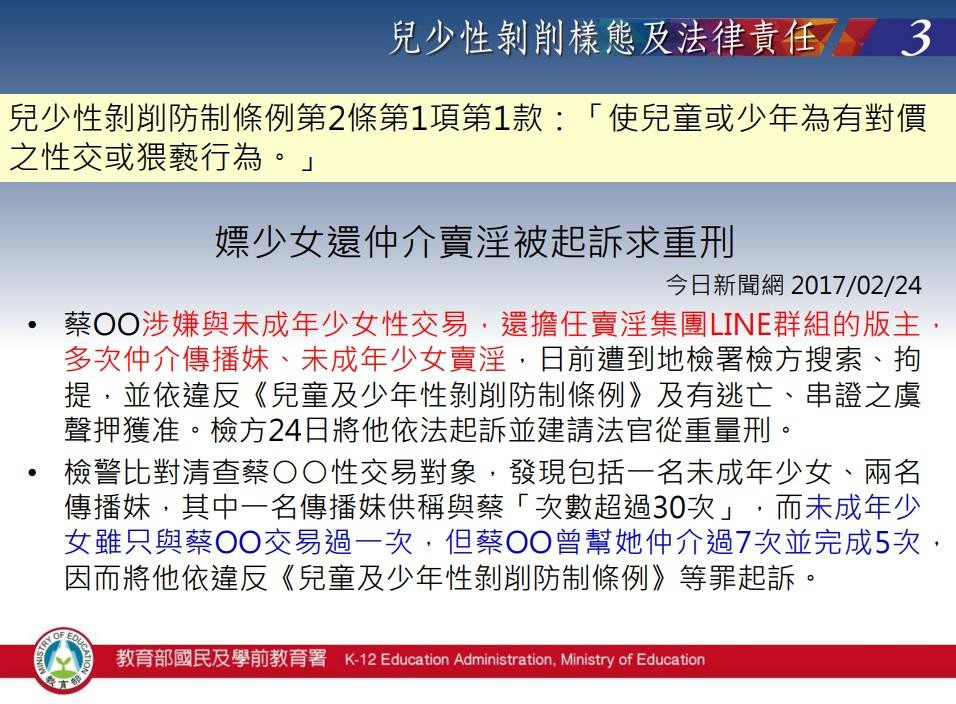 兒少性剝削樣態及法律責任 3
兒少性剝削防制條例第2條第1項第1款：「使兒童或少年為有對價
之性交或猥褻行為。」
嫖少女還仲介賣淫被起訴求重刑
今日新聞網 2017/02/24
• 蔡OO涉嫌與未成年少女性交易，還擔任賣淫集團LINE群組的版主，
多次仲介傳播妹、未成年少女賣淫，日前遭到地檢署檢方搜索、拘
提，並依違反《兒童及少年性剝削防制條例》及有逃亡、串證之虞
聲押獲准。檢方24日將他依法起訴並建請法官從重量刑。
• 檢警比對清查蔡○○性交易對象，發現包括一名未成年少女、兩名
傳播妹，其中一名傳播妹供稱與蔡「次數超過30次」，而未成年少
女雖只與蔡OO交易過一次，但蔡OO曾幫她仲介過7次並完成5次，
因而將他依違反《兒童及少年性剝削防制條例》等罪起訴。
MINISTRY OF EDUCATION
教育部
教育部國民及學前教育署 K-12 Education Administration, Ministry of Education